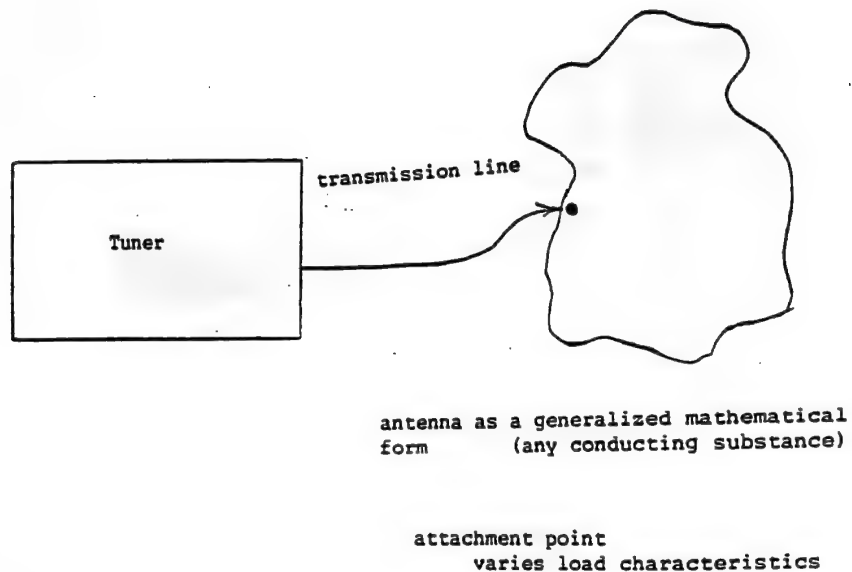 transmission line
Tuner
antenna as a generalized mathematical
form (any conducting substance)
attachment point
varies load characteristics